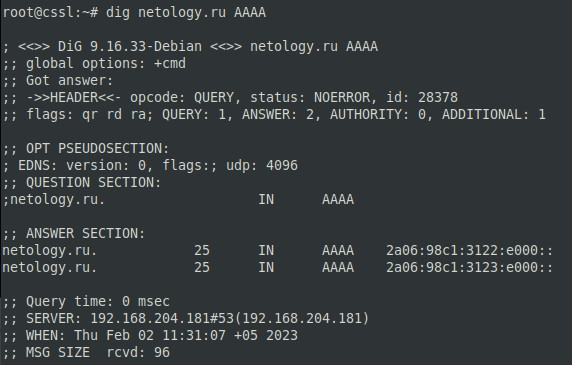 root@cssl:~# dig netology.ru AAAA

; <<>> DiG 9.16.33-Debian <<>> netology.ru AAAA
;; global options: +cmd
;; Got answer:
;; ->>HEADER<<- opcode: QUERY, status: NOERROR, id: 28378
;; flags: qr rd ra; QUERY: 1, ANSWER: 2, AUTHORITY: 0, ADDITIONAL: 1

;; OPT PSEUDOSECTION:
; EDNS: version: 0, flags:; udp: 4096
;; QUESTION SECTION:
;netology.ru.			IN	AAAA

;; ANSWER SECTION:
netology.ru.		25	IN	AAAA	2a06:98c1:3122:e000::
netology.ru.		25	IN	AAAA	2a06:98c1:3123:e000::

;; Query time: 0 msec
;; SERVER: 192.168.204.181#53(192.168.204.181)
;; WHEN: Thu Feb 02 11:31:07 +05 2023
;; MSG SIZE  rcvd: 96